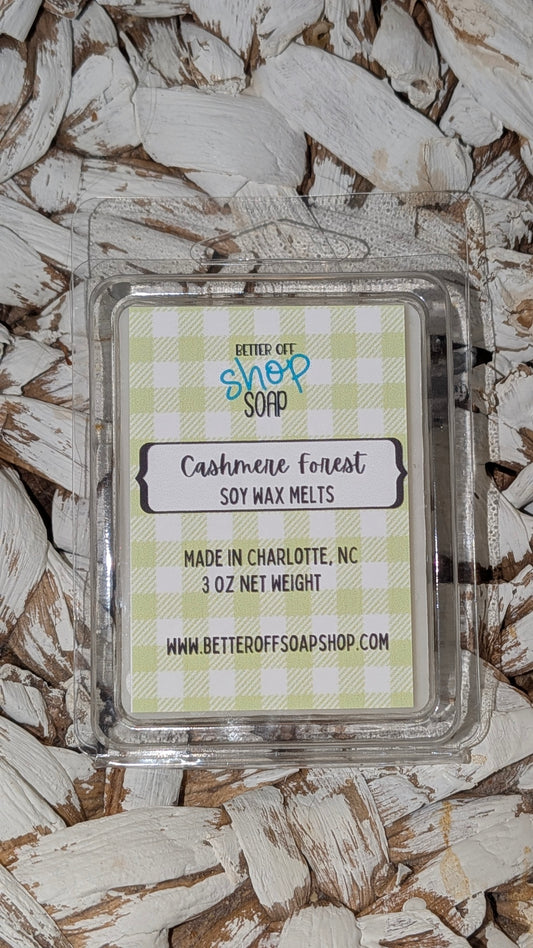 BETTER OFF
shop
SOAP
Cashmere Forest
SOY WAX MELTS
MADE IN CHARLOTTE, NC
3 OZ NET WEIGHT
WWW.BETTEROFFSOAPSHOP.COM